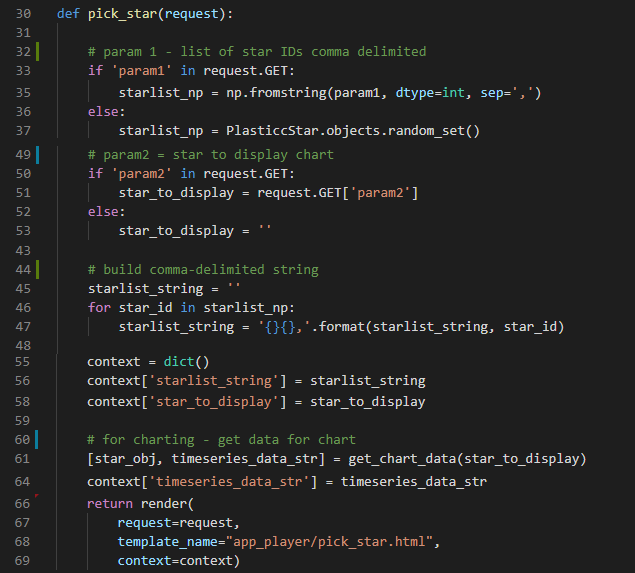 30 def pick_star(request):
31
32 # param 1 - list of star IDs comma delimited
33 if 'param1' in request.GET:
35 starlist_np = np.fromstring(param1, dtype=int, sep=',')
36 else:
37 starlist_np = PlasticcStar.objects.random_set()
49 # param2 = star to display chart
50 if 'param2' in request.GET:
51 star_to_display = request.GET['param2']
52 else:
53 star_to_display = ''
43
44 # build comma-delimited string
45 starlist_string = ''
46 for star_id in starlist_np:
47 starlist_string = '{}{},'.format(starlist_string, star_id)
48
55 context = dict()
56 context['starlist_string'] = starlist_string
58 context['star_to_display'] = star_to_display
59
60 # for charting - get data for chart
61 [star_obj, timeseries_data_str] = get_chart_data(star_to_display)
64 context['timeseries_data_str'] = timeseries_data_str
66 return render(
67 request=request,
68 template_name="app_player/pick_star.html",
69 context=context)